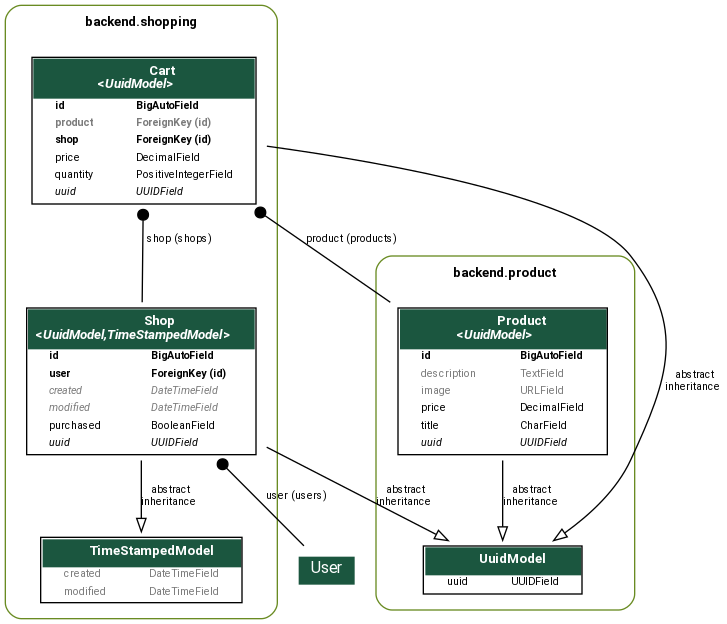 backend.shopping
Cart
<UuidModel>
id BigAutoField
product ForeignKey (id)
shop ForeignKey (id)
price DecimalField
quantity PositiveIntegerField
uuid UUIDField
shop (shops)
product (products)
backend.product
Shop
<UuidModel,TimeStampedModel>
id BigAutoField
user ForeignKey (id)
created DateTimeField
modified DateTimeField
purchased BooleanField
uuid UUIDField
Product
<UuidModel>
id BigAutoField
description TextField
image URLField
price DecimalField
title CharField
uuid UUIDField
abstract
inheritance
abstract
inheritance
user (users)
abstract
inheritance
abstract
inheritance
TimeStampedModel
created DateTimeField
modified DateTimeField
User
UuidModel
uuid UUIDField